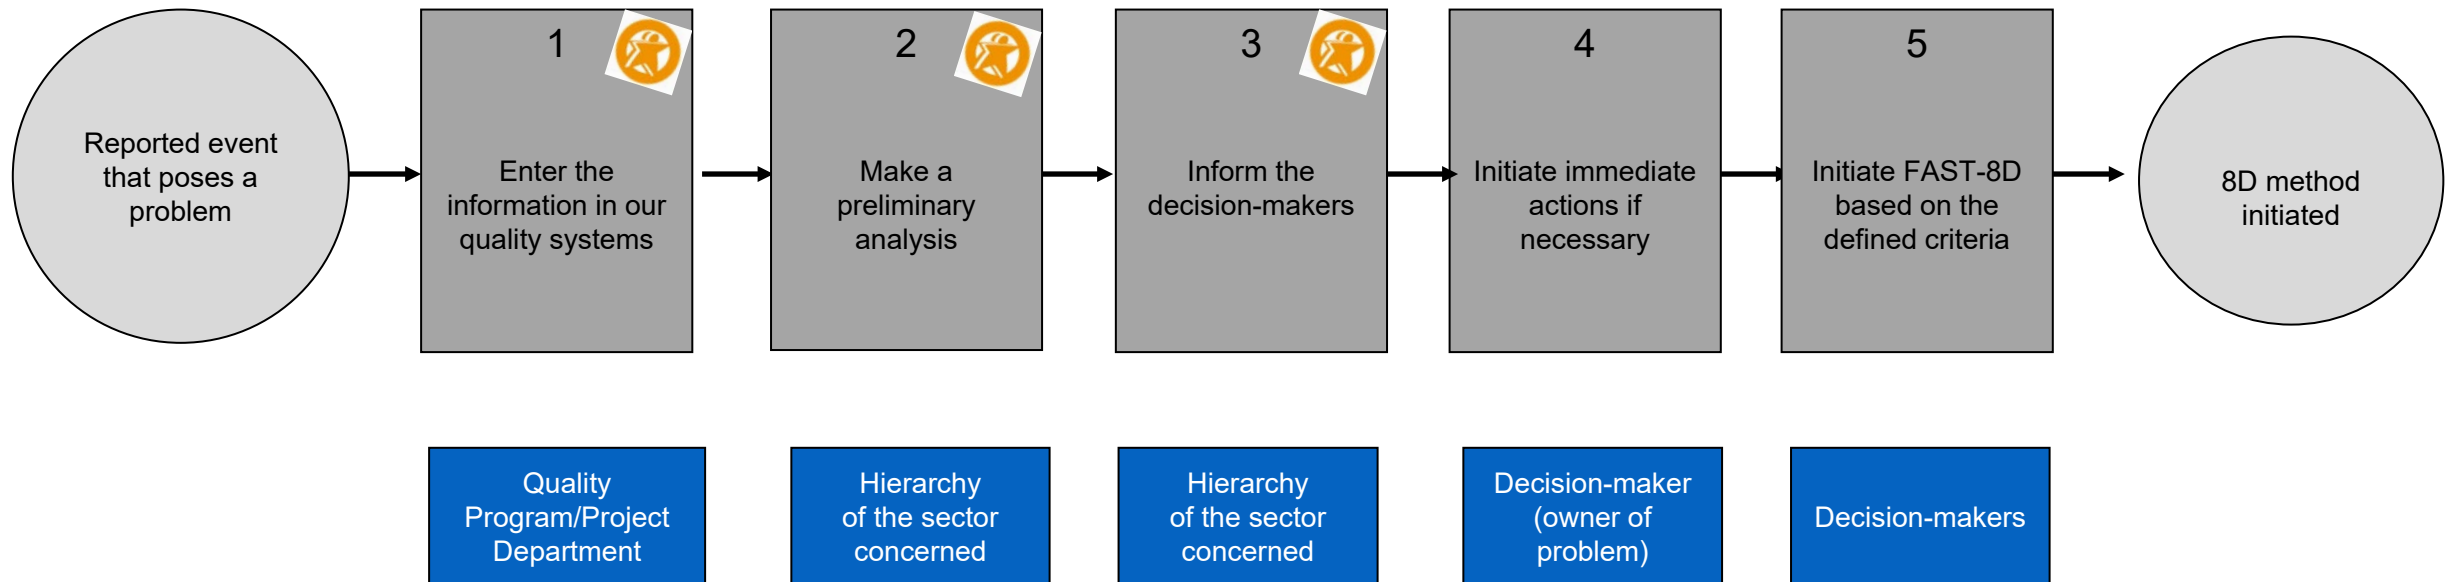 Reported event
that poses a
problem
1
Enter the
information in our
quality systems
2
Make a
preliminary
analysis
3
Inform the
decision-makers
4
Initiate immediate
actions if
necessary
5
Initiate FAST-8D
based on the
defined criteria
8D method
initiated
Quality
Program/Project
Department
Hierarchy
of the sector
concerned
Hierarchy
of the sector
concerned
Decision-maker
(owner of
problem)
Decision-makers